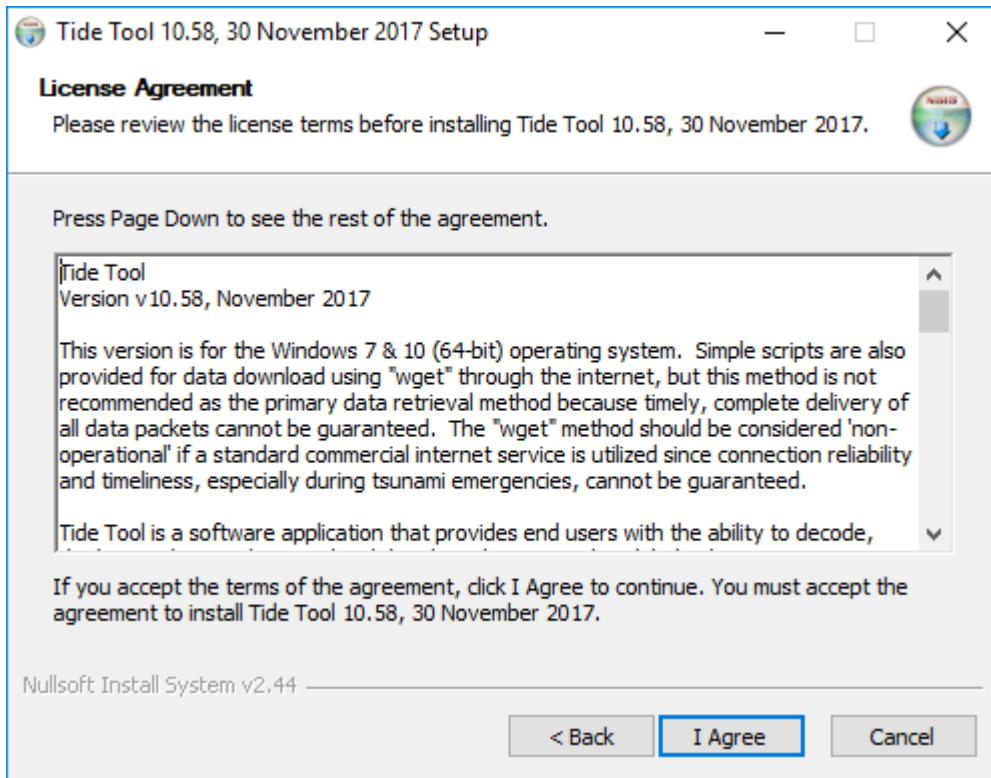 Tide Tool 10.58, 30 November 2017 Setup
License Agreement
Please review the license terms before installing Tide Tool 10.58, 30 November 2017.
Press Page Down to see the rest of the agreement.
Tide Tool
Version v10.58, November 2017
This version is for the Windows 7 & 10 (64-bit) operating system.  Simple scripts are also
provided for data download using "wget" through the internet, but this method is not
recommended as the primary data retrieval method because timely, complete delivery of
all data packets cannot be guaranteed.  The "wget" method should be considered 'non-
operational' if a standard commercial internet service is utilized since connection reliability
and timeliness, especially during tsunami emergencies, cannot be guaranteed.
Tide Tool is a software application that provides end users with the ability to decode,
If you accept the terms of the agreement, click I Agree to continue. You must accept the
agreement to install Tide Tool 10.58, 30 November 2017.
Nullsoft Install System v2.44
< Back
I Agree
Cancel